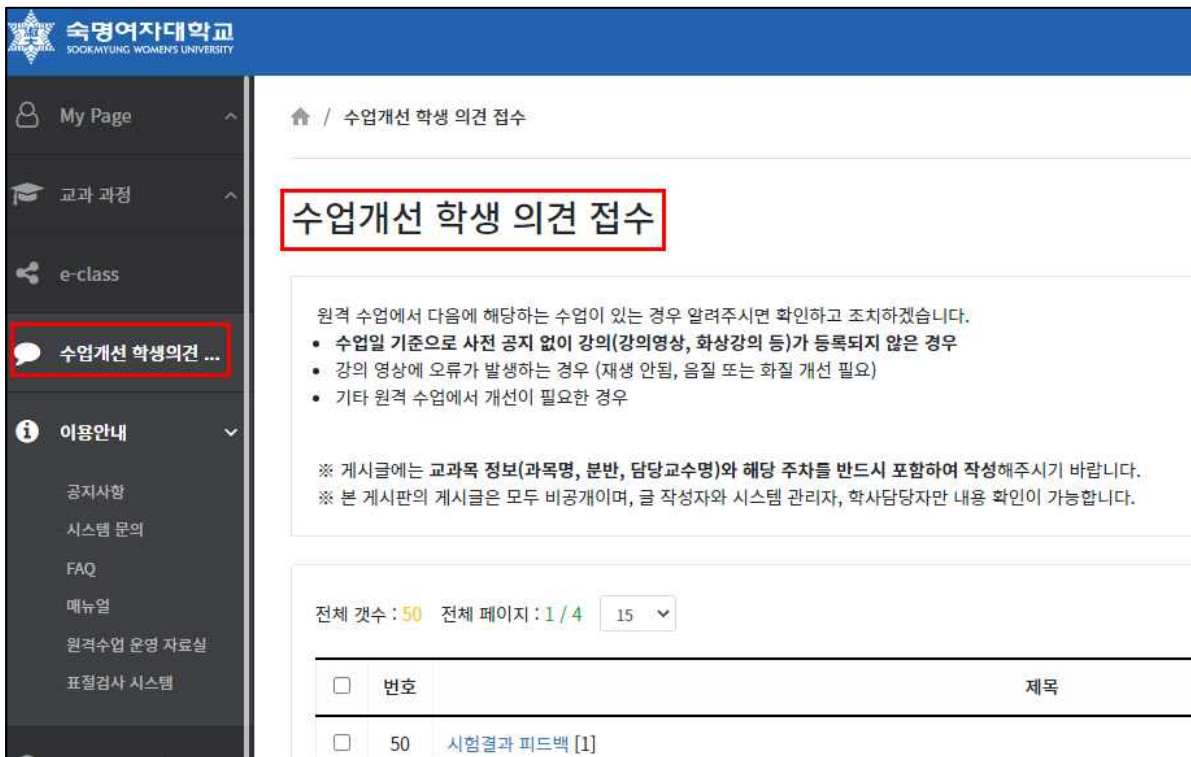 숙명여자대학교
SOOKMYUNG WOMEN'S UNIVERSITY
My Page
교과 과정
e-class
수업개선 학생의견 ...
이용안내
공지사항
시스템 문의
FAQ
매뉴얼
원격수업 운영 자료실
표절검사 시스템
/ 수업개선 학생 의견 접수
수업개선 학생 의견 접수
원격 수업에서 다음에 해당하는 수업이 있는 경우 알려주시면 확인하고 조치하겠습니다.
• 수업일 기준으로 사전 공지 없이 강의(강의영상, 화상강의 등)가 등록되지 않은 경우
• 강의 영상에 오류가 발생하는 경우 (재생 안됨, 음질 또는 화질 개선 필요)
• 기타 원격 수업에서 개선이 필요한 경우
※ 게시글에는 교과목 정보(과목명, 분반, 담당교수명)와 해당 주차를 반드시 포함하여 작성해주시기 바랍니다.
※ 본 게시판의 게시글은 모두 비공개이며, 글 작성자와 시스템 관리자, 학사담당자만 내용 확인이 가능합니다.
전체 갯수 : 50 전체 페이지 : 1 / 4 15
번호 제목
50 시험결과 피드백 [1]